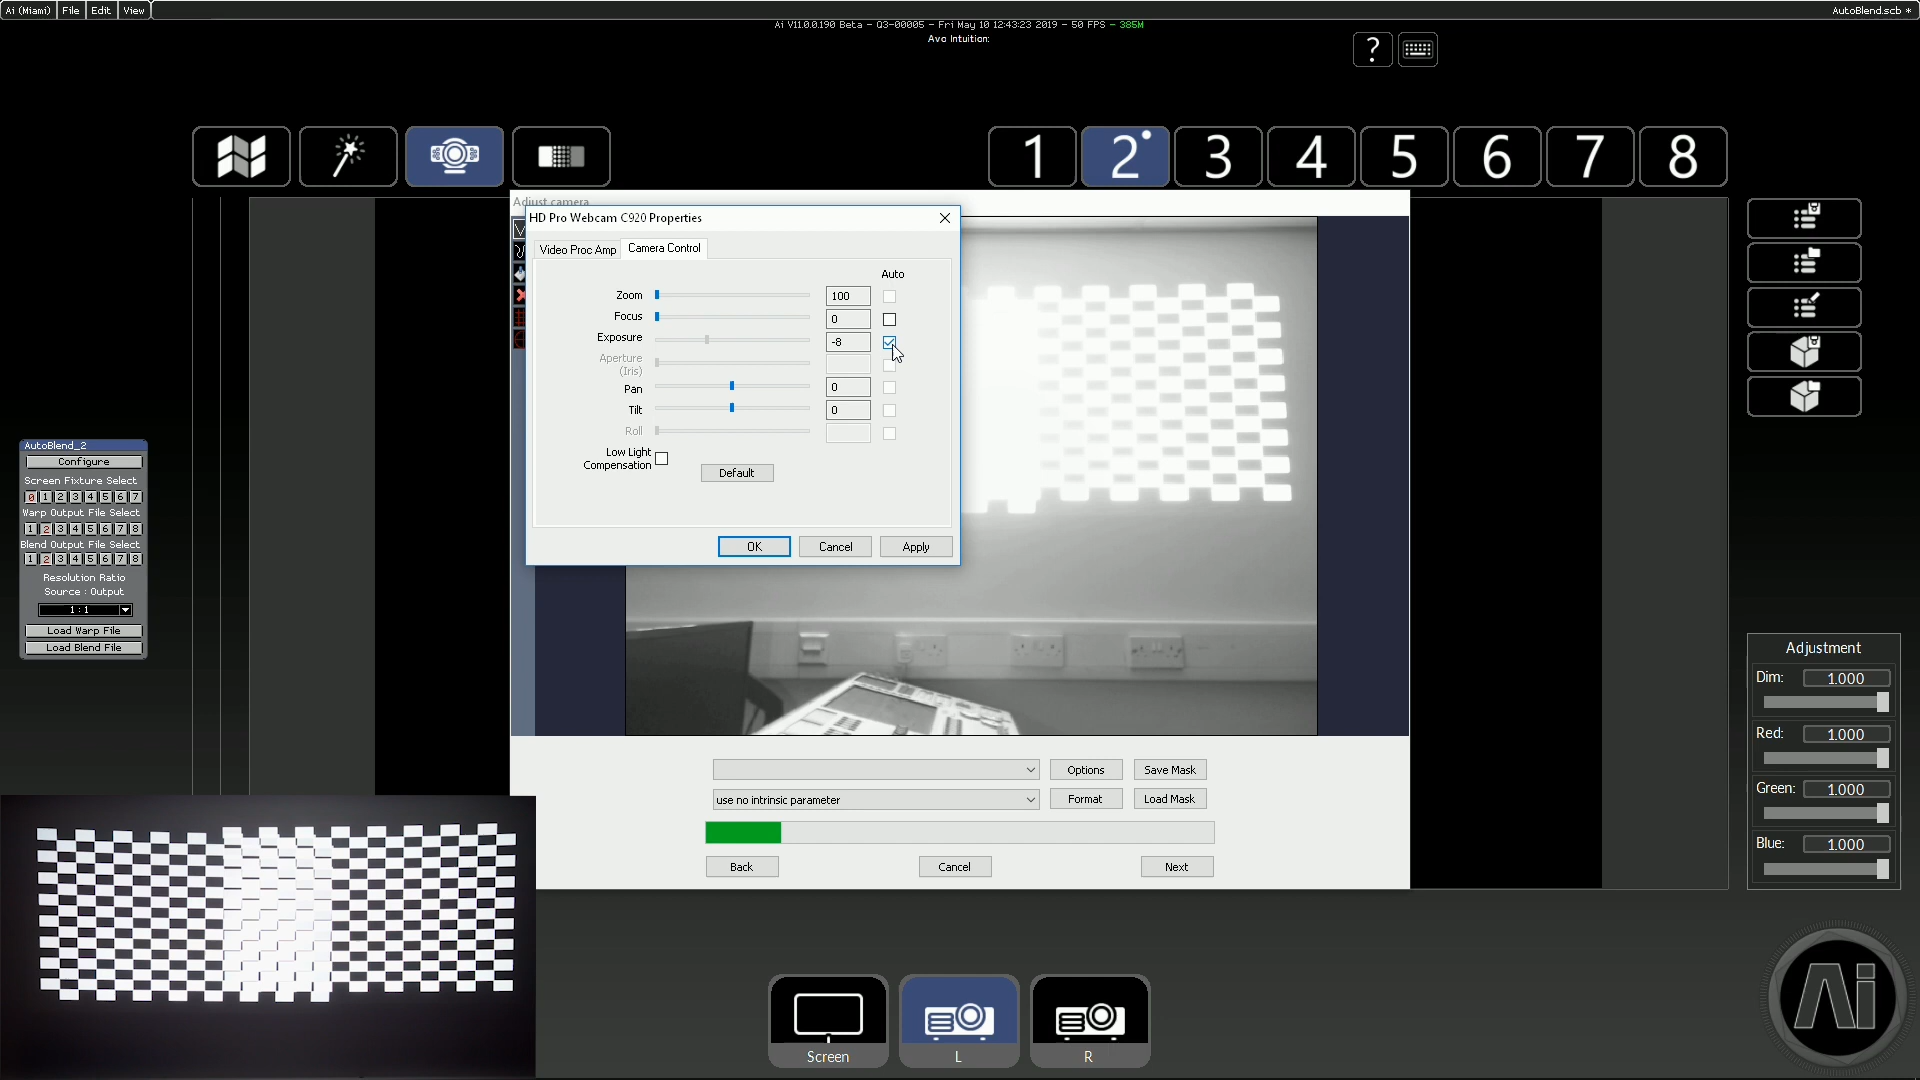 Ai (Miami) File Edit View
AutoBlend.scb *
Ai V11.0.0.190 Beta - Q3-00005 - Fri May 10 12:43:23 2019 - 50 FPS - 385M
Avo Intuition:
?
1 2 3 4 5 6 7 8
Adjust camera
HD Pro Webcam C920 Properties
Video Proc Amp Camera Control
Auto
Zoom 100
Focus 0
Exposure -8
Aperture
(Iris)
Pan 0
Tilt 0
Roll
Low Light
Compensation
Default
OK Cancel Apply
AutoBlend_2
Configure
Screen Fixture Select
0 1 2 3 4 5 6 7
Warp Output File Select
1 2 3 4 5 6 7 8
Blend Output File Select
1 2 3 4 5 6 7 8
Resolution Ratio
Source : Output
1 : 1
Load Warp File
Load Blend File
Options Save Mask
use no intrinsic parameter Format Load Mask
Back Cancel Next
Adjustment
Dim: 1.000
Red: 1.000
Green: 1.000
Blue: 1.000
Screen L R
Ai